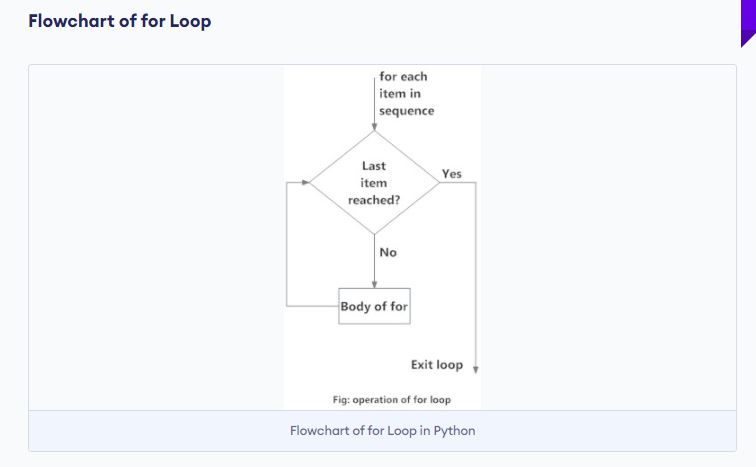 Flowchart of for Loop
for each
item in
sequence
Last
item
reached?
Yes
No
Body of for
Exit loop
Fig: operation of for loop
Flowchart of for Loop in Python